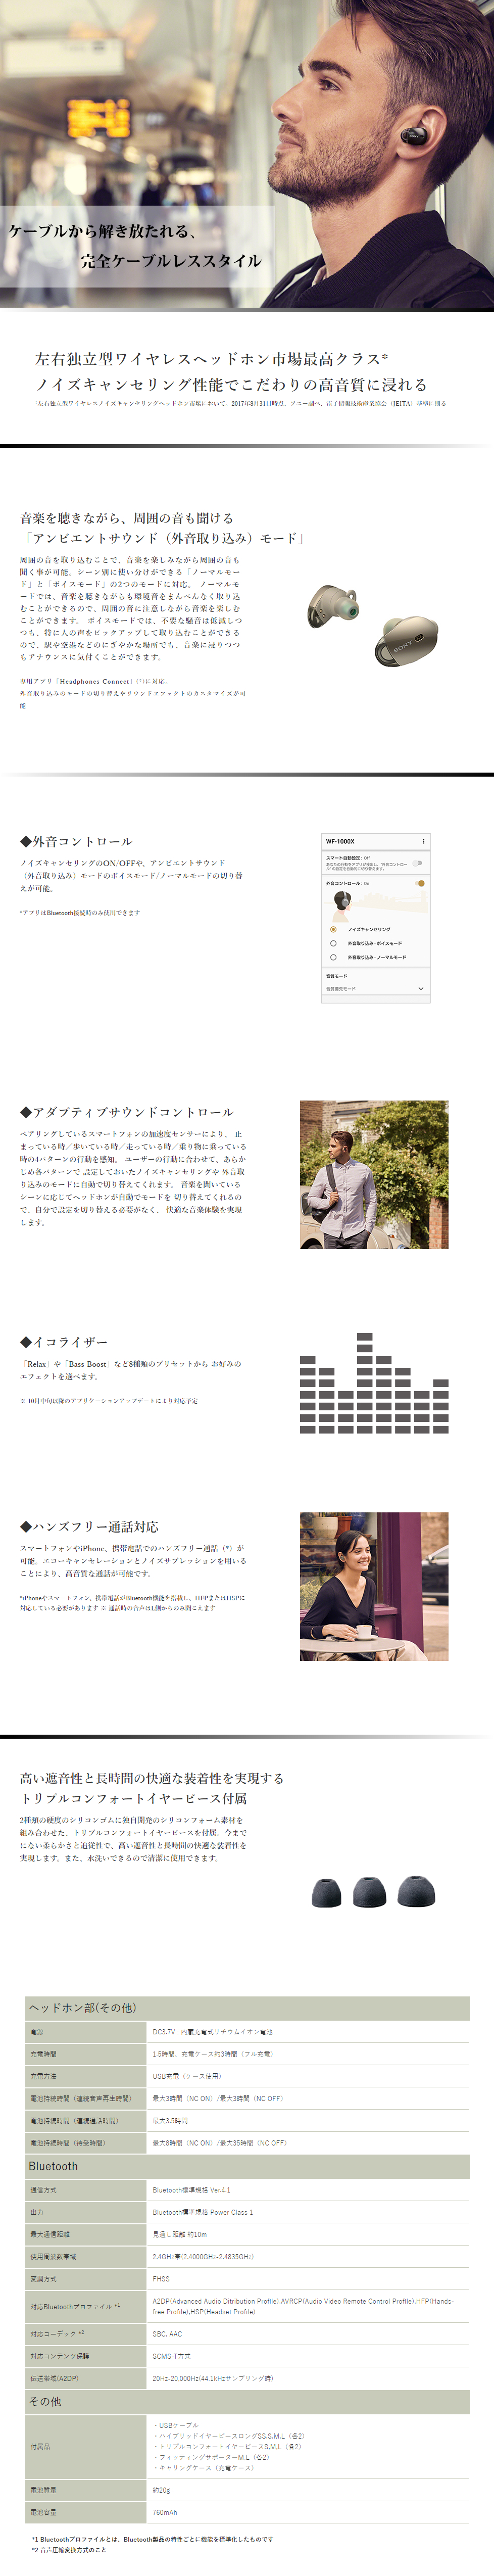 ケーブルから解き放たれる、
完全ケーブルレススタイル
左右独立型ワイヤレスヘッドホン市場最高クラス*
ノイズキャンセリング性能でこだわりの高音質に浸れる
*左右独立型ワイヤレスノイズキャンセリングヘッドホン市場において。2017年8月31日時点、ソニー調べ、電子情報技術産業協会（JEITA）基準に則る
音楽を聴きながら、周囲の音も聞ける
「アンビエントサウンド（外音取り込み）モード」
周囲の音を取り込むことで、音楽を楽しみながら周囲の音も
聞く事が可能。シーン別に使い分けができる「ノーマルモー
ド」と「ボイスモード」の2つのモードに対応。 ノーマルモ
ードでは、音楽を聴きながらも環境音をまんべんなく取り込
むことができるので、周囲の音に注意しながら音楽を楽しむ
ことができます。 ボイスモードでは、不要な騒音は低減しつ
つも、特に人の声をピックアップして取り込むことができる
ので、駅や空港などのにぎやかな場所でも、音楽に浸りつつ
もアナウンスに気付くことができます。
専用アプリ「Headphones Connect」(*)に対応。
外音取り込みのモードの切り替えやサウンドエフェクトのカスタマイズが可
能
SONY
◆外音コントロール
ノイズキャンセリングのON/OFFや、アンビエントサウンド
（外音取り込み）モードのボイスモード/ノーマルモードの切り替
えが可能。
*アプリはBluetooth接続時のみ使用できます
WF-1000X
スマート自動設定 : Off
あなたの行動をアプリが検出し、"外音コントロー
ル" の設定を自動的に切り替えます。
外音コントロール : On
ノイズキャンセリング
外音取り込み - ボイスモード
外音取り込み - ノーマルモード
音質モード
音質優先モード
◆アダプティブサウンドコントロール
ペアリングしているスマートフォンの加速度センサーにより、 止
まっている時／歩いている時／走っている時／乗り物に乗っている
時の4パターンの行動を感知。 ユーザーの行動に合わせて、あらか
じめ各パターンで 設定しておいたノイズキャンセリングや 外音取
り込みのモードに自動で切り替えてくれます。 音楽を聞いている
シーンに応じてヘッドホンが自動でモードを 切り替えてくれるの
で、自分で設定を切り替える必要がなく、 快適な音楽体験を実現
します。
◆イコライザー
「Relax」や「Bass Boost」など8種類のプリセットから お好みの
エフェクトを選べます。
※ 10月中旬以降のアプリケーションアップデートにより対応予定
◆ハンズフリー通話対応
スマートフォンやiPhone、携帯電話でのハンズフリー通話（*）が
可能。エコーキャンセレーションとノイズサプレッションを用いる
ことにより、高音質な通話が可能です。
*iPhoneやスマートフォン、携帯電話がBluetooth機能を搭載し、HFPまたはHSPに
対応している必要があります ※ 通話時の音声はL側からのみ聞こえます
高い遮音性と長時間の快適な装着性を実現する
トリプルコンフォートイヤーピース付属
2種類の硬度のシリコンゴムに独自開発のシリコンフォーム素材を
組み合わせた、トリプルコンフォートイヤーピースを付属。今まで
にない柔らかさと追従性で、高い遮音性と長時間の快適な装着性を
実現します。また、水洗いできるので清潔に使用できます。
ヘッドホン部(その他)
電源 DC3.7V : 内蔵充電式リチウムイオン電池
充電時間 1.5時間、充電ケース約3時間（フル充電）
充電方法 USB充電（ケース使用）
電池持続時間（連続音声再生時間） 最大3時間（NC ON）/最大3時間（NC OFF）
電池持続時間（連続通話時間） 最大3.5時間
電池持続時間（待受時間） 最大8時間（NC ON）/最大35時間（NC OFF）
Bluetooth
通信方式 Bluetooth標準規格 Ver.4.1
出力 Bluetooth標準規格 Power Class 1
最大通信距離 見通し距離 約10m
使用周波数帯域 2.4GHz帯(2.4000GHz-2.4835GHz)
変調方式 FHSS
対応Bluetoothプロファイル *1 A2DP(Advanced Audio Ditribution Profile),AVRCP(Audio Video Remote Control Profile),HFP(Hands-
free Profile),HSP(Headset Profile)
対応コーデック *2 SBC, AAC
対応コンテンツ保護 SCMS-T方式
伝送帯域(A2DP) 20Hz-20,000Hz(44.1kHzサンプリング時)
その他
付属品
・USBケーブル
・ハイブリッドイヤーピースロングSS,S,M,L（各2）
・トリプルコンフォートイヤーピースS,M,L（各2）
・フィッティングサポーターM,L（各2）
・キャリングケース（充電ケース）
電池質量 約20g
電池容量 760mAh
*1 Bluetoothプロファイルとは、Bluetooth製品の特性ごとに機能を標準化したものです
*2 音声圧縮変換方式のこと